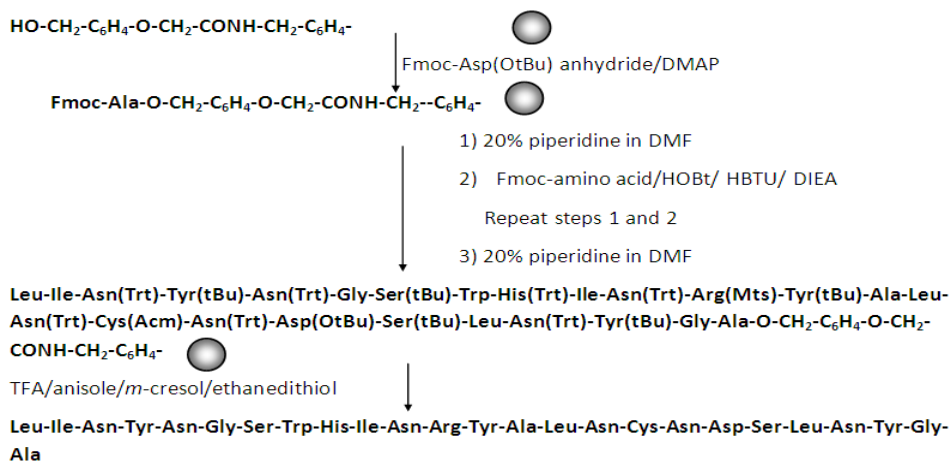 HO-CH₂-C₆H₄-O-CH₂-CONH-CH₂-C₆H₄-
Fmoc-Asp(OtBu) anhydride/DMAP
Fmoc-Ala-O-CH₂-C₆H₄-O-CH₂-CONH-CH₂--C₆H₄-
1) 20% piperidine in DMF
2) Fmoc-amino acid/HOBt/ HBTU/ DIEA
Repeat steps 1 and 2
3) 20% piperidine in DMF
Leu-Ile-Asn(Trt)-Tyr(tBu)-Asn(Trt)-Gly-Ser(tBu)-Trp-His(Trt)-Ile-Asn(Trt)-Arg(Mts)-Tyr(tBu)-Ala-Leu-
Asn(Trt)-Cys(Acm)-Asn(Trt)-Asp(OtBu)-Ser(tBu)-Leu-Asn(Trt)-Tyr(tBu)-Gly-Ala-O-CH₂-C₆H₄-O-CH₂-
CONH-CH₂-C₆H₄-
TFA/anisole/m-cresol/ethanedithiol
Leu-Ile-Asn-Tyr-Asn-Gly-Ser-Trp-His-Ile-Asn-Arg-Tyr-Ala-Leu-Asn-Cys-Asn-Asp-Ser-Leu-Asn-Tyr-Gly-
Ala